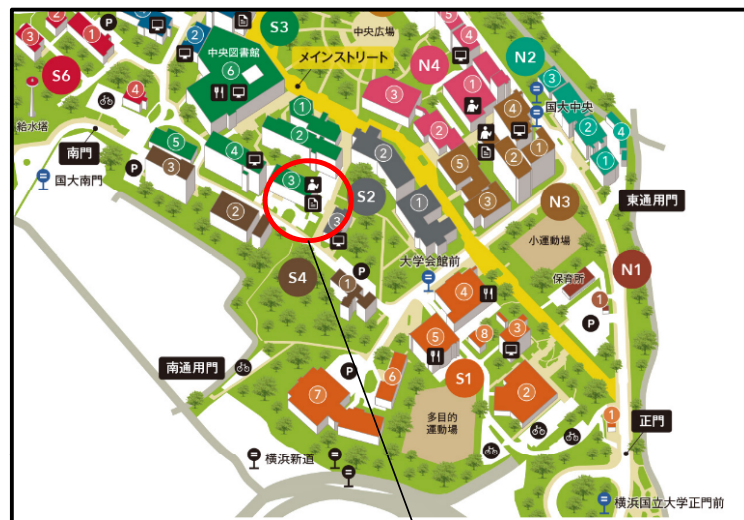 S3
中央広場
中央図書館
メインストリート
N4
N2
国大中央
S6
給水塔
南門
国大南門
S2
N3
東通用門
小運動場
大学会館前
保育所
N1
S4
南通用門
S1
多目的
運動場
正門
横浜新道
横浜国立大学正門前